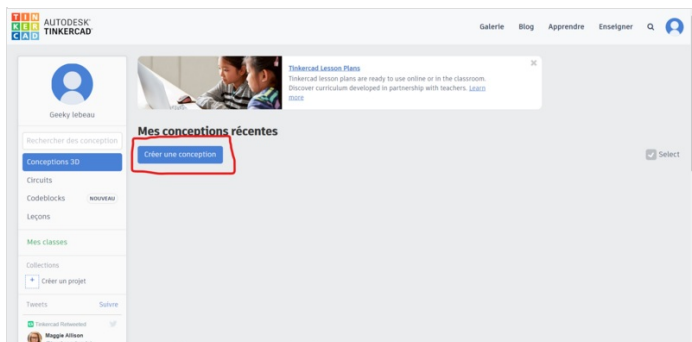 TIN
KER
CAD
AUTODESK®
TINKERCAD®
Galerie
Blog
Apprendre
Enseigner
Geeky lebeau
Rechercher des conception
Conceptions 3D
Circuits
Codeblocks
NOUVEAU
Leçons
Mes classes
Collections
+ Créer un projet
Tweets
Suivre
Tinkercad Retweeted
Maggie Allison
Tinkercad Lesson Plans
Tinkercad lesson plans are ready to use online or in the classroom.
Discover curriculum developed in partnership with teachers. Learn
more
Mes conceptions récentes
Créer une conception
Select